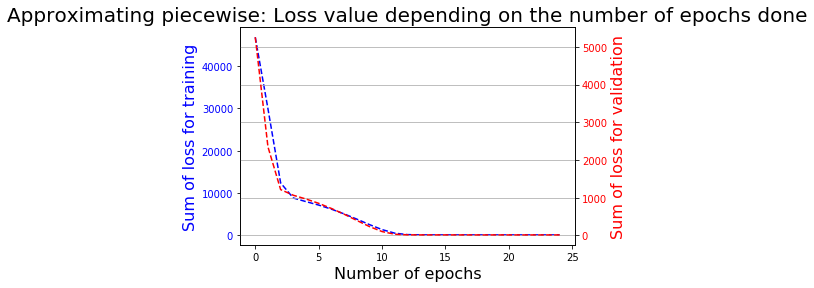 Approximating piecewise: Loss value depending on the number of epochs done
Sum of loss for training
40000
30000
20000
10000
0
5000
4000
3000
2000
1000
0
Sum of loss for validation
0 5 10 15 20 25
Number of epochs